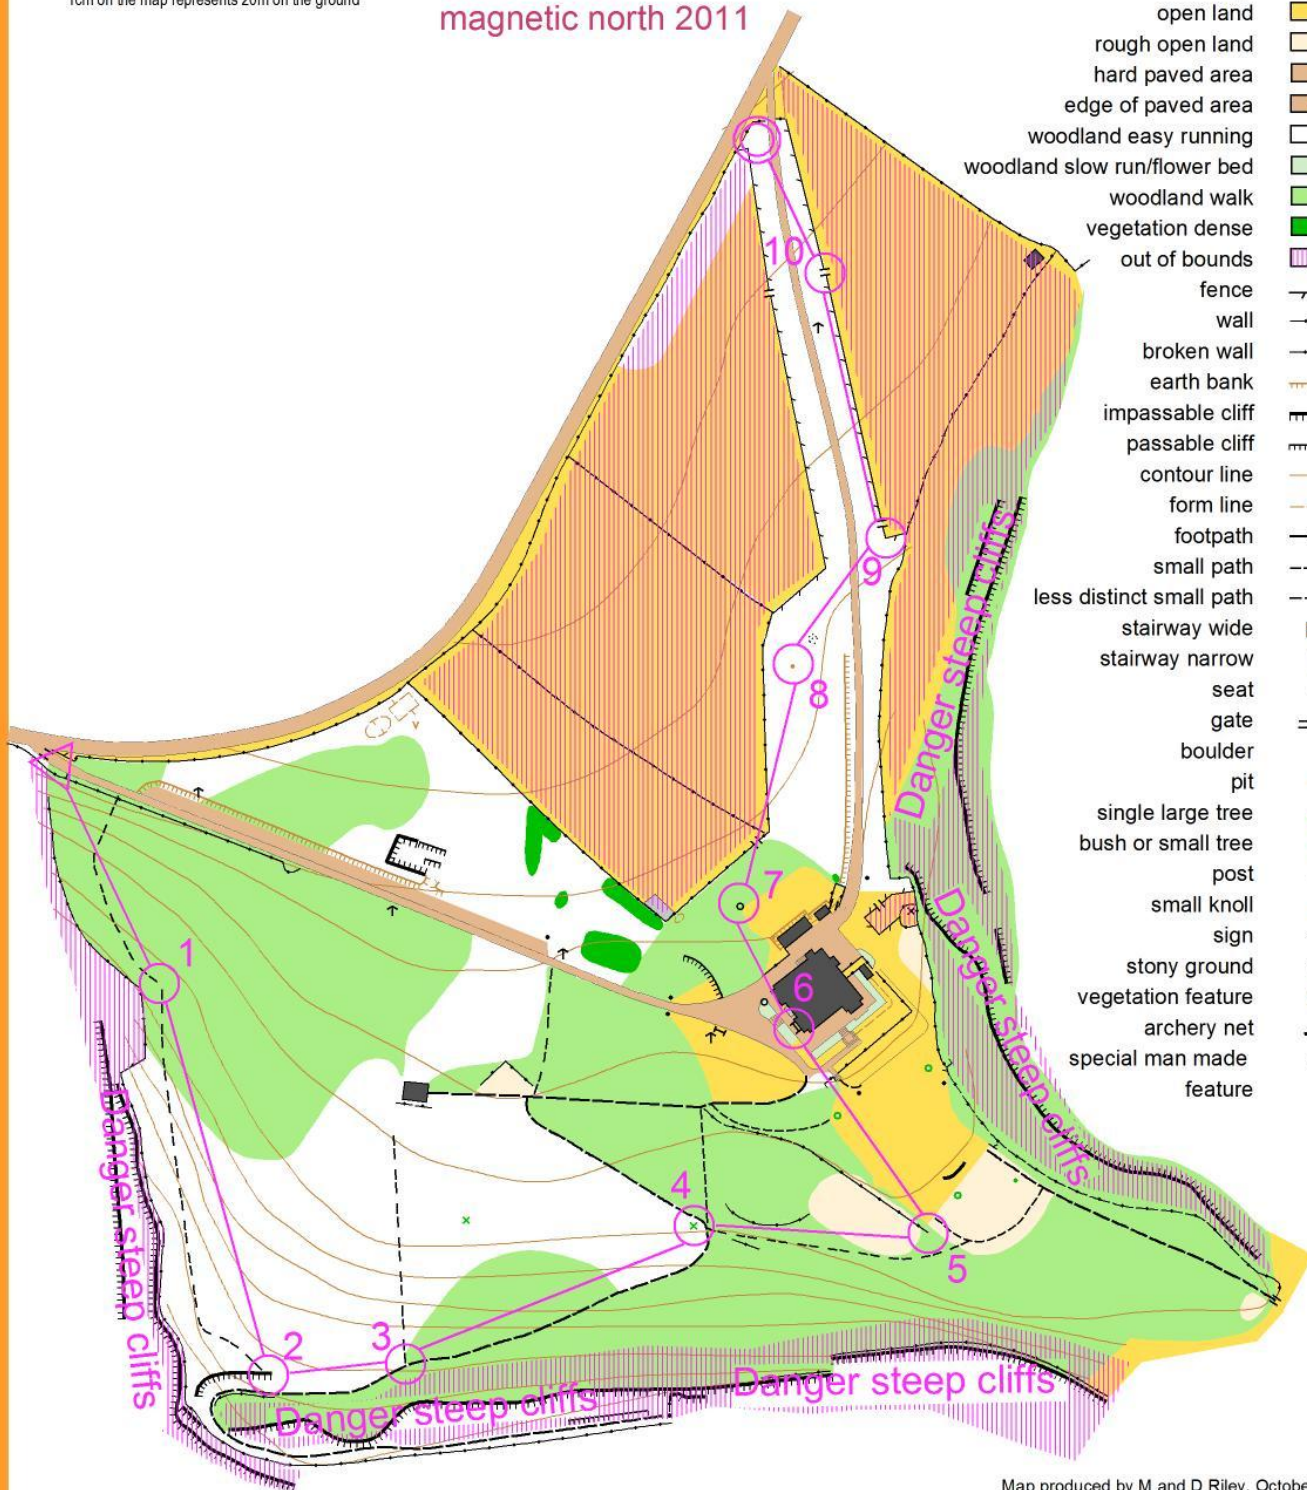 1cm on the map represents 20m on the ground
magnetic north 2011
open land
rough open land
hard paved area
edge of paved area
woodland easy running
woodland slow run/flower bed
woodland walk
vegetation dense
out of bounds
fence
wall
broken wall
earth bank
impassable cliff
passable cliff
contour line
form line
footpath
small path
less distinct small path
stairway wide
stairway narrow
seat
gate
boulder
pit
single large tree
bush or small tree
post
small knoll
sign
stony ground
vegetation feature
archery net
special man made
feature
10
9
8
7
6
1
4
5
2
3
Danger steep cliffs
Danger steep cliffs
Danger steep cliffs
Danger steep cliffs
Danger steep cliffs
Map produced by M and D Riley, Octobe